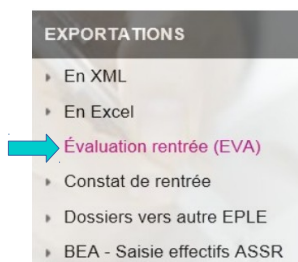 EXPORTATIONS
En XML
En Excel
Évaluation rentrée (EVA)
Constat de rentrée
Dossiers vers autre EPLE
BEA - Saisie effectifs ASSR